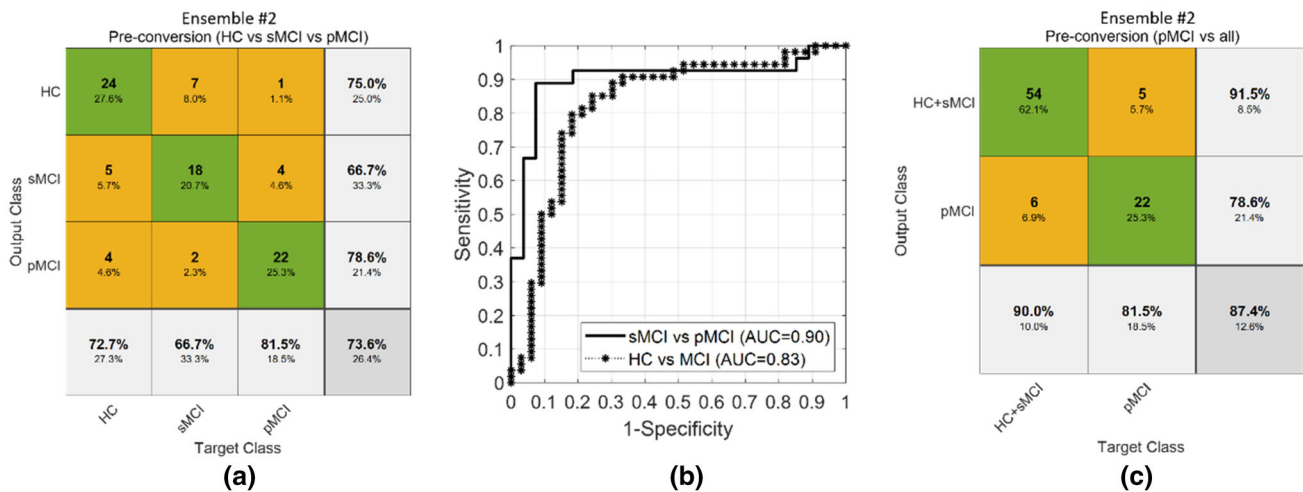 Ensemble #2
Pre-conversion (HC vs sMCI vs pMCI)
Output Class
HC
24
27.6%
7
8.0%
1
1.1%
75.0%
25.0%
sMCI
5
5.7%
18
20.7%
4
4.6%
66.7%
33.3%
pMCI
4
4.6%
2
2.3%
22
25.3%
78.6%
21.4%
72.7%
27.3%
66.7%
33.3%
81.5%
18.5%
73.6%
26.4%
HC
sMCI
pMCI
Target Class
(a)
Sensitivity
1
0.9
0.8
0.7
0.6
0.5
0.4
0.3
0.2
0.1
0
sMCI vs pMCI (AUC=0.90)
HC vs MCI (AUC=0.83)
0 0.1 0.2 0.3 0.4 0.5 0.6 0.7 0.8 0.9 1
1-Specificity
(b)
Ensemble #2
Pre-conversion (pMCI vs all)
Output Class
HC+sMCI
54
62.1%
5
5.7%
91.5%
8.5%
pMCI
6
6.9%
22
25.3%
78.6%
21.4%
90.0%
10.0%
81.5%
18.5%
87.4%
12.6%
HC+sMCI
pMCI
Target Class
(c)